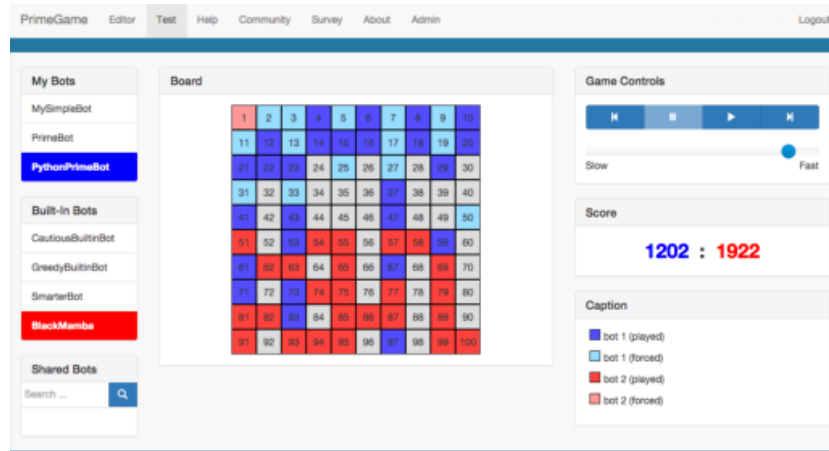 PrimeGame Editor Test Help Community Survey About Admin Logout
My Bots
MySimpleBot
PrimeBot
PythonPrimeBot
Built-In Bots
CautiousBuiltinBot
GreedyBuiltinBot
SmarterBot
BlackMamba
Shared Bots
Search ...
Board
1 2 3 4 5 6 7 8 9 10
11 12 13 14 15 16 17 18 19 20
21 22 23 24 25 26 27 28 29 30
31 32 33 34 35 36 37 38 39 40
41 42 43 44 45 46 47 48 49 50
51 52 53 54 55 56 57 58 59 60
61 62 63 64 65 66 67 68 69 70
71 72 73 74 75 76 77 78 79 80
81 82 83 84 85 86 87 88 89 90
91 92 93 94 95 96 97 98 99 100
Game Controls
Slow Fast
Score
1202 : 1922
Caption
bot 1 (played)
bot 1 (forced)
bot 2 (played)
bot 2 (forced)